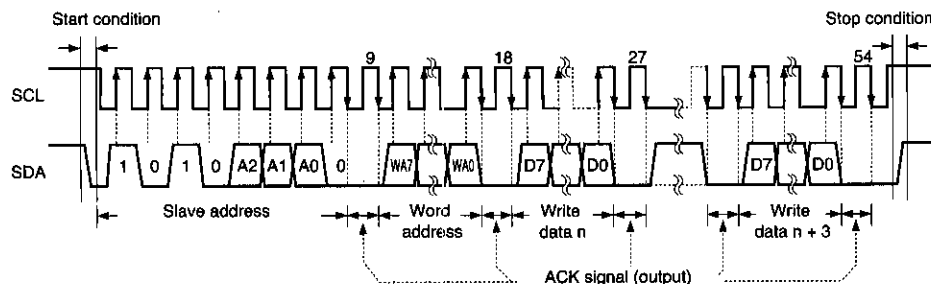 Start condition
Stop condition
9
18
27
54
SCL
SDA
1
0
1
0
A2
A1
A0
0
WA7
WA0
D7
D0
D7
D0
Slave address
Word
address
Write
data n
Write
data n + 3
ACK signal (output)